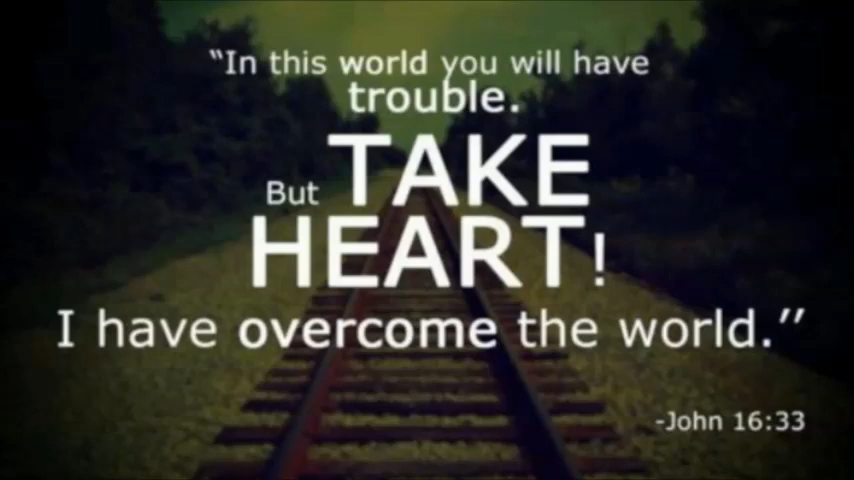 “In this world you will have
trouble.
But TAKE
HEART!
I have overcome the world.”
-John 16:33